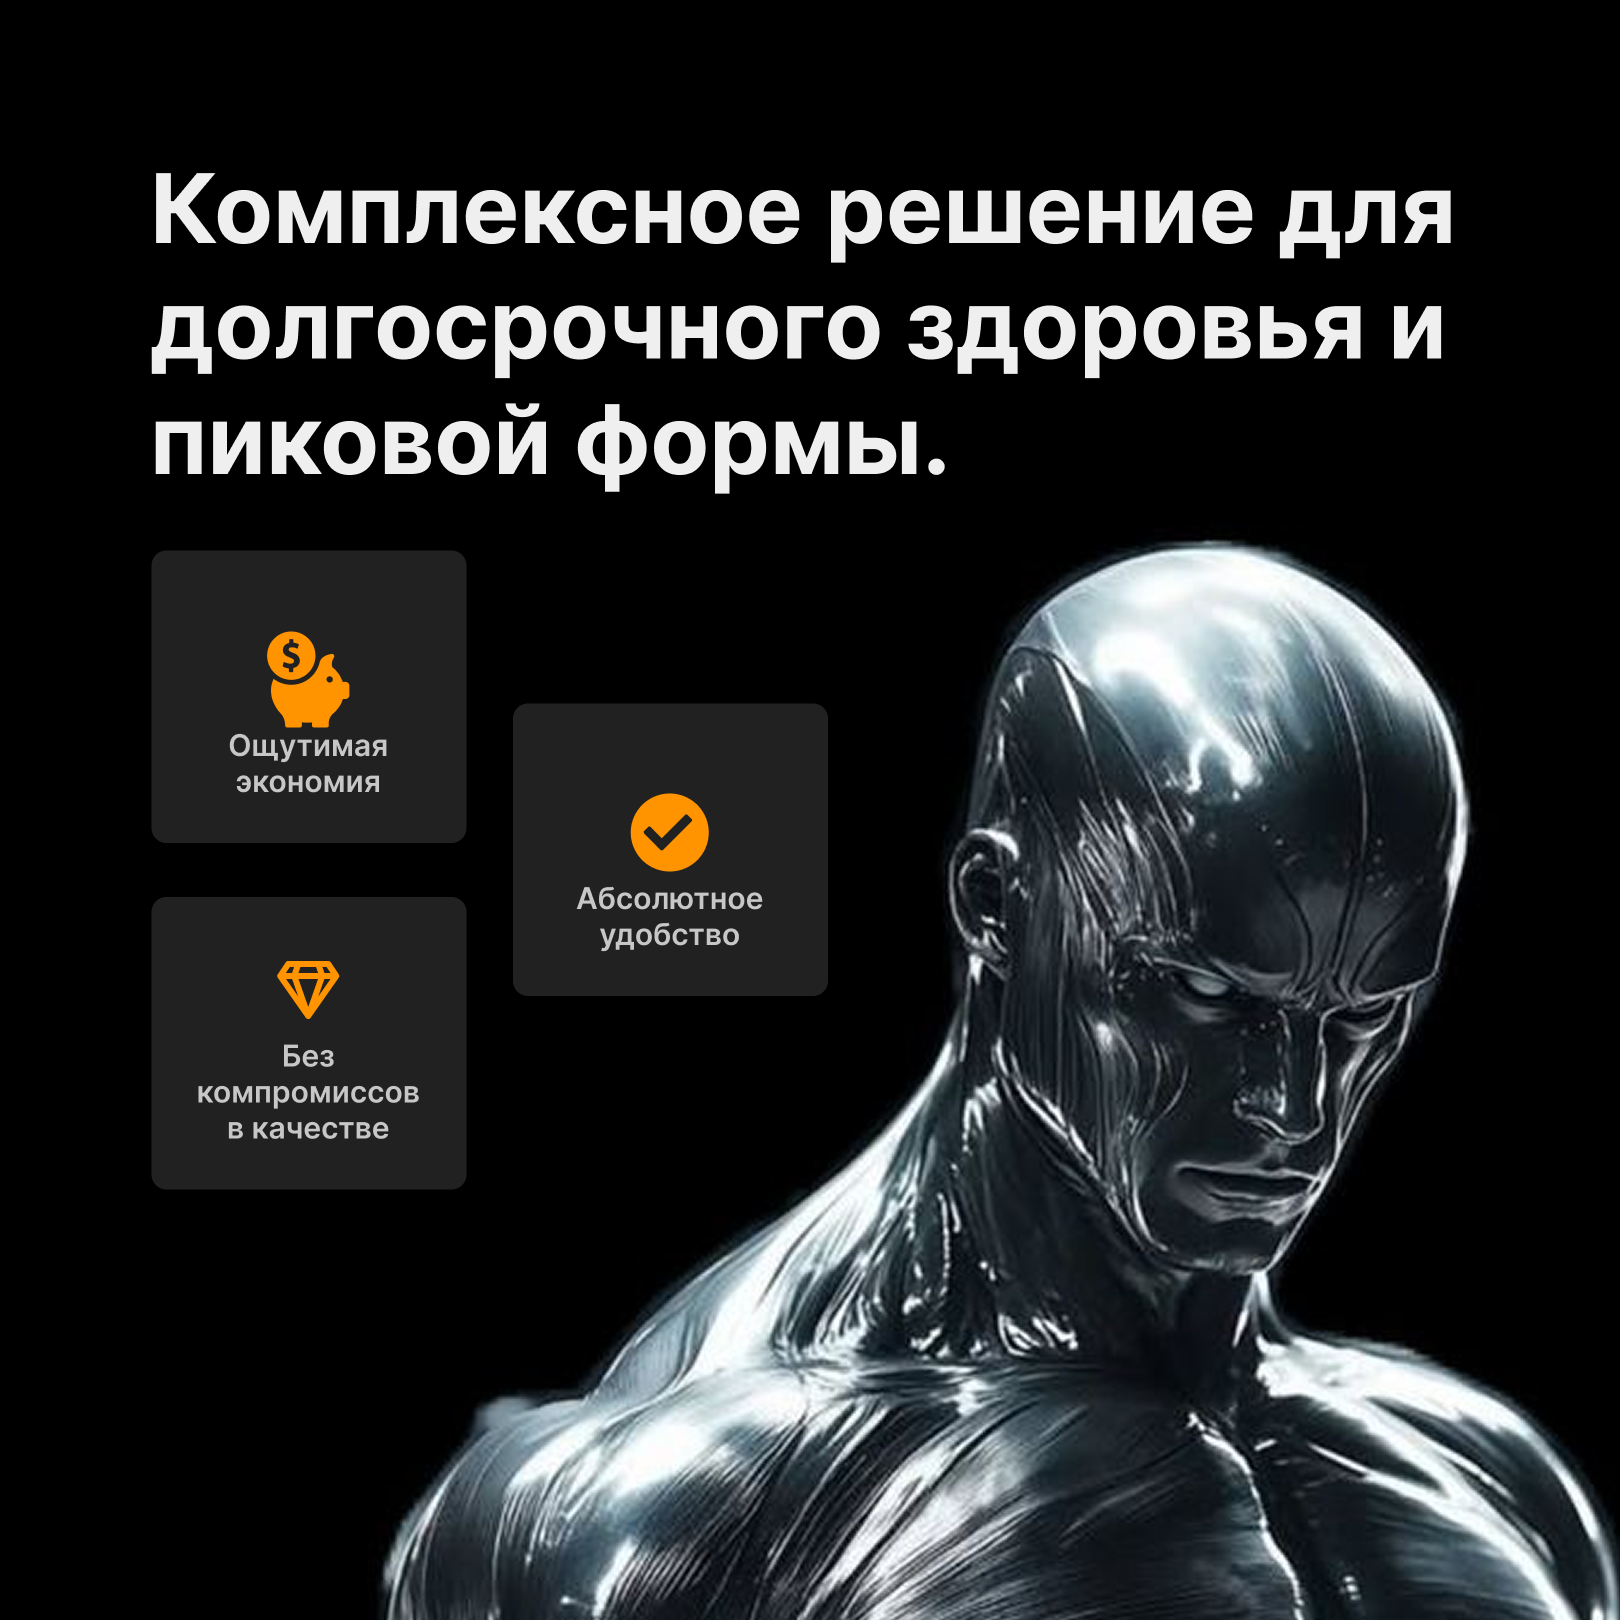 Комплексное решение для
долгосрочного здоровья и
пиковой формы.
$
Ощутимая
экономия
Абсолютное
удобство
Без
компромиссов
в качестве